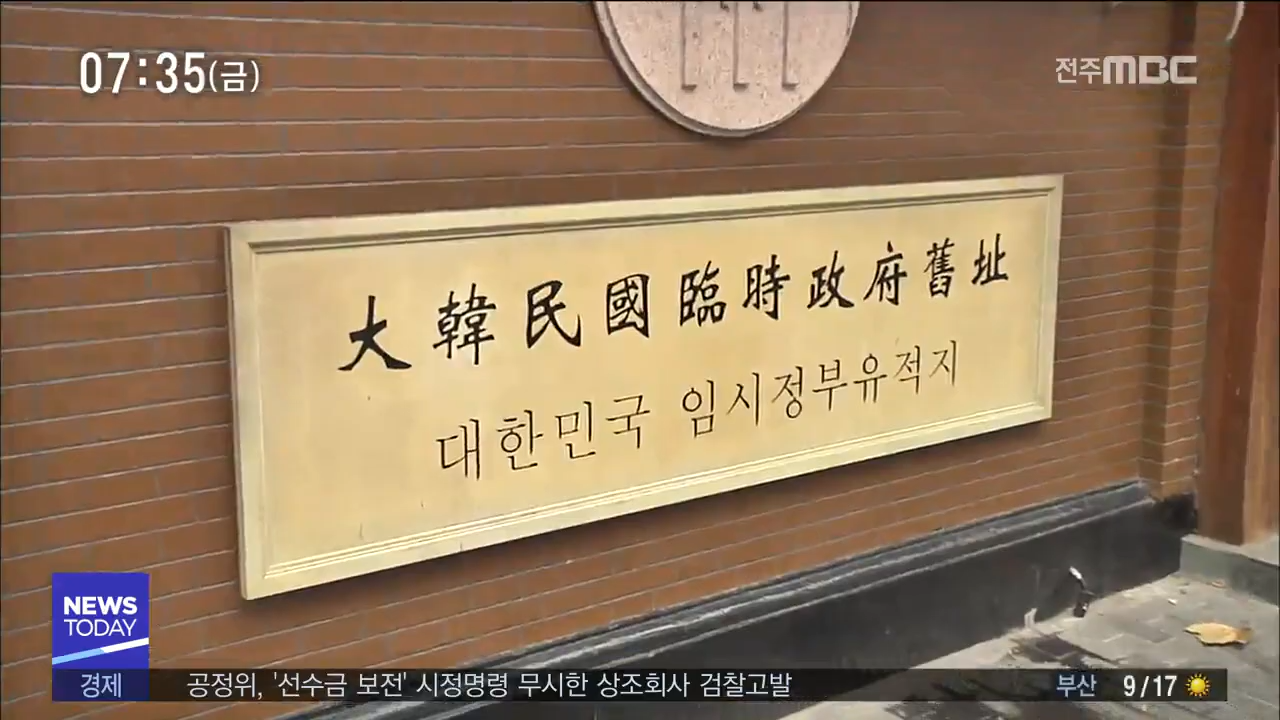 07:35(금)
전주MBC
大韓民國臨時政府舊址
대한민국 임시정부유적지
NEWS
TODAY
경제 공정위, '선수금 보전' 시정명령 무시한 상조회사 검찰고발 부산 9/17